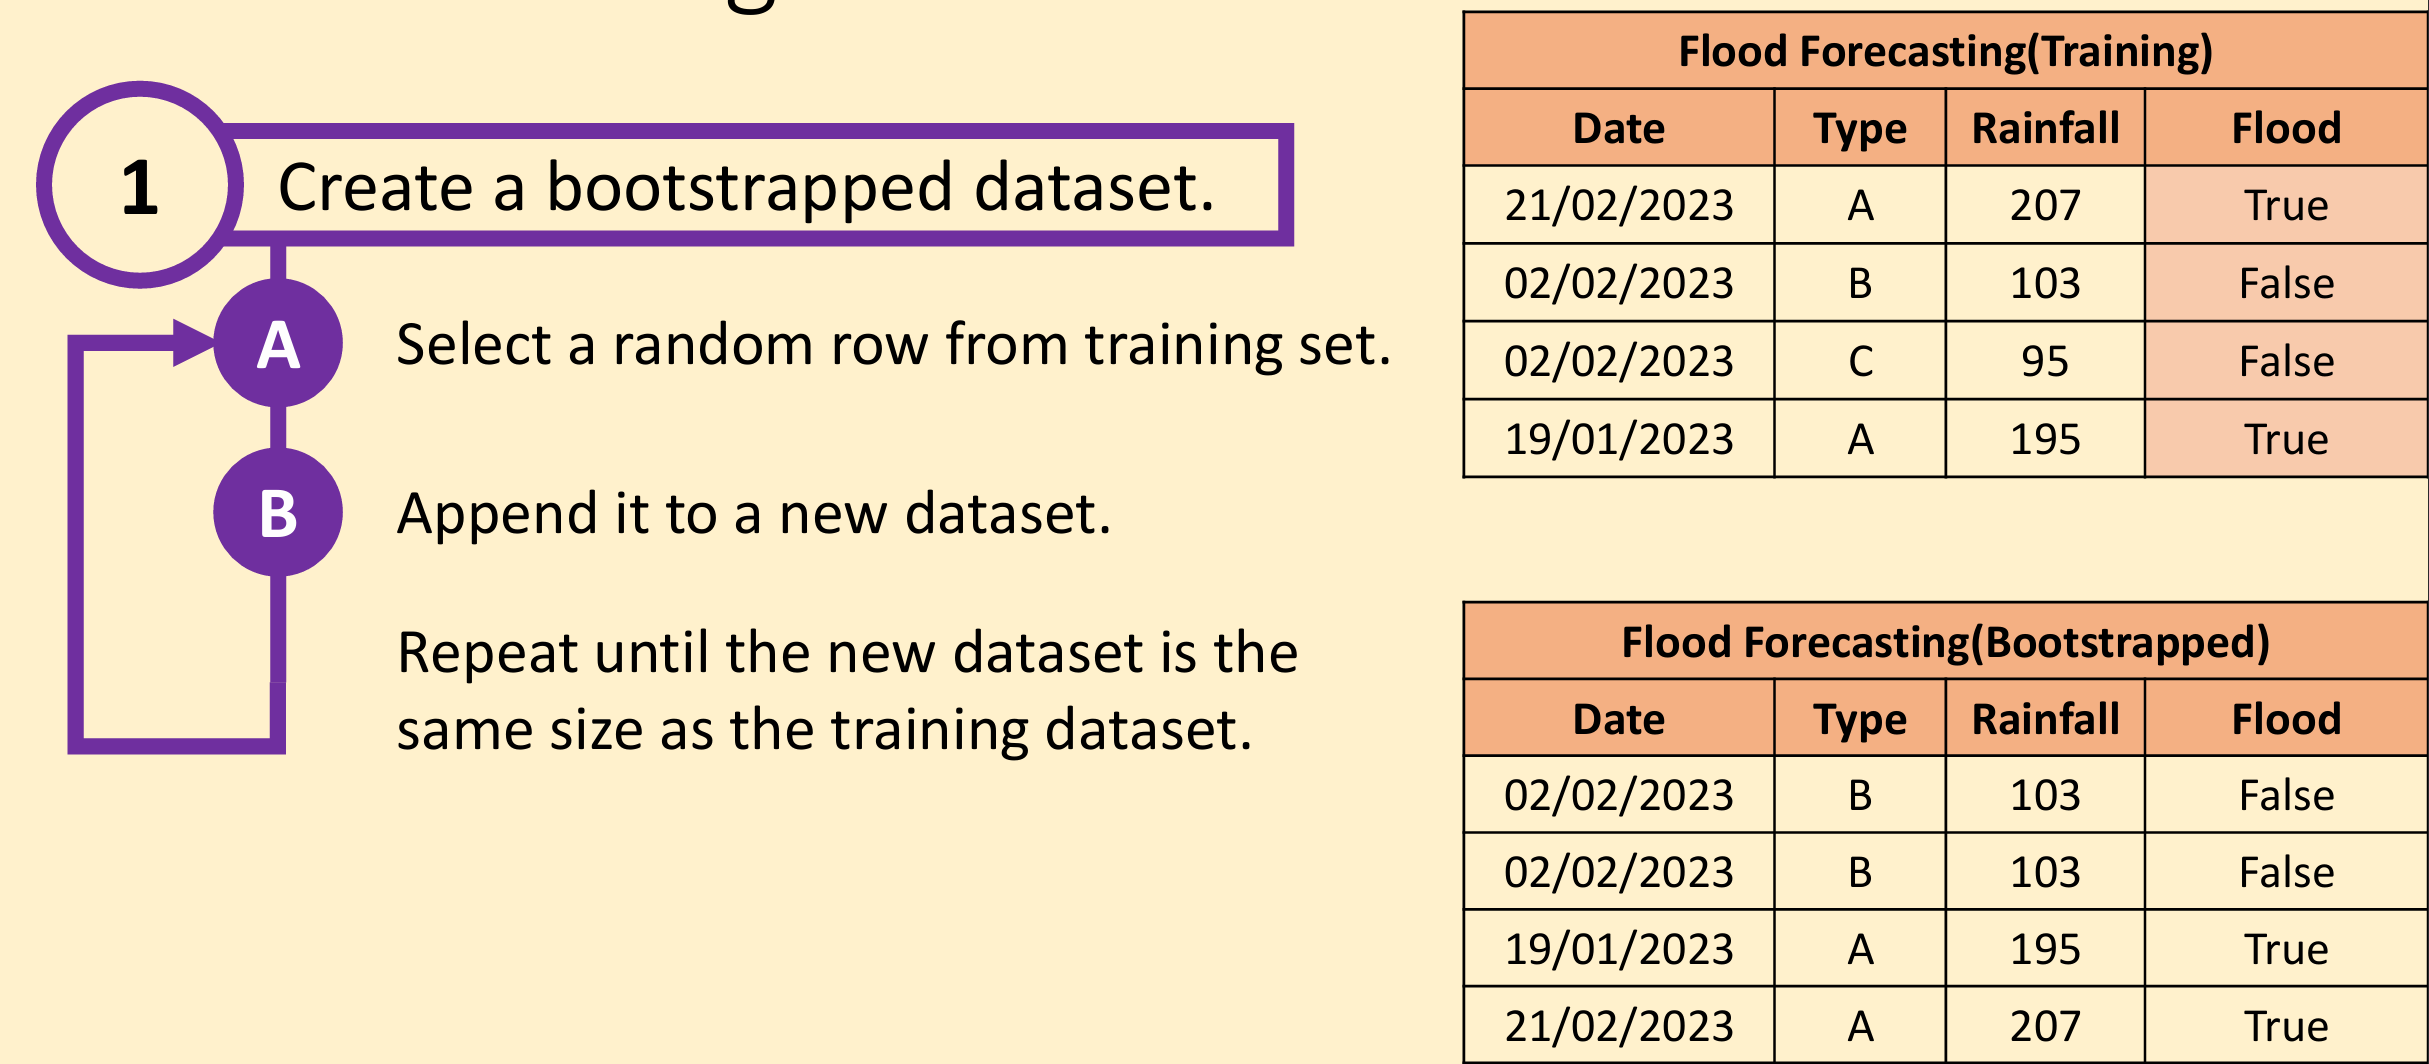 1
Create a bootstrapped dataset.
A
Select a random row from training set.
B
Append it to a new dataset.
Repeat until the new dataset is the
same size as the training dataset.
Flood Forecasting(Training)
Date Type Rainfall Flood
21/02/2023 A 207 True
02/02/2023 B 103 False
02/02/2023 C 95 False
19/01/2023 A 195 True
Flood Forecasting(Bootstrapped)
Date Type Rainfall Flood
02/02/2023 B 103 False
02/02/2023 B 103 False
19/01/2023 A 195 True
21/02/2023 A 207 True